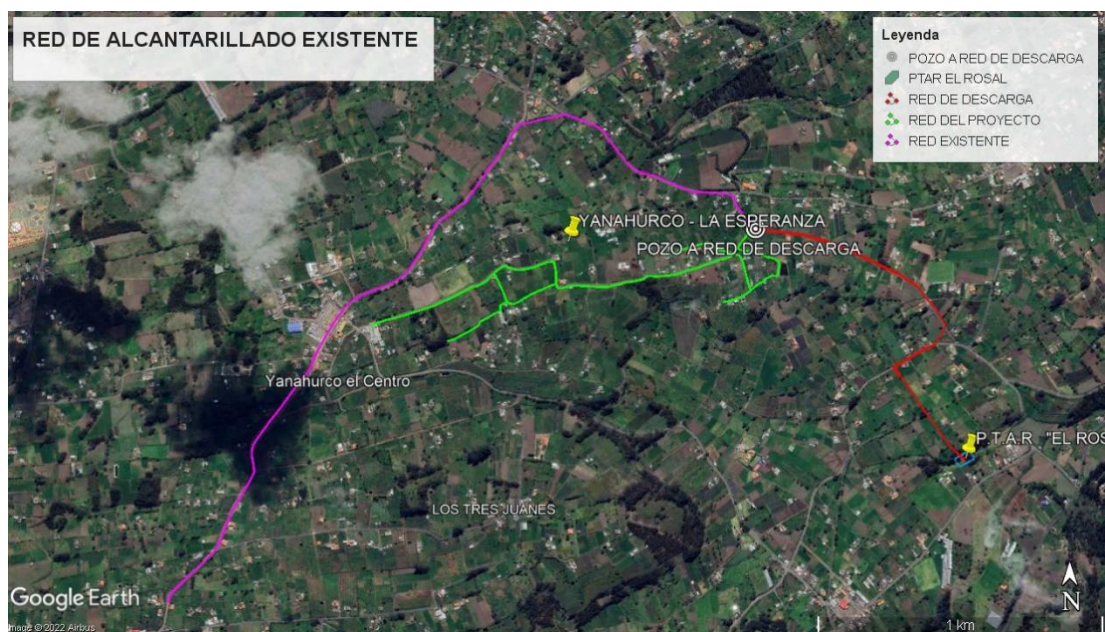 RED DE ALCANTARILLADO EXISTENTE
Leyenda
POZO A RED DE DESCARGA
PTAR EL ROSAL
RED DE DESCARGA
RED DEL PROYECTO
RED EXISTENTE
YANAHURCO - LA ESPERANZA
POZO A RED DE DESCARGA
Yanahurco el Centro
P.T.A.R. "EL ROS
LOS TRES JUANES
Google Earth
Image © 2022 Airbus
N
1 km